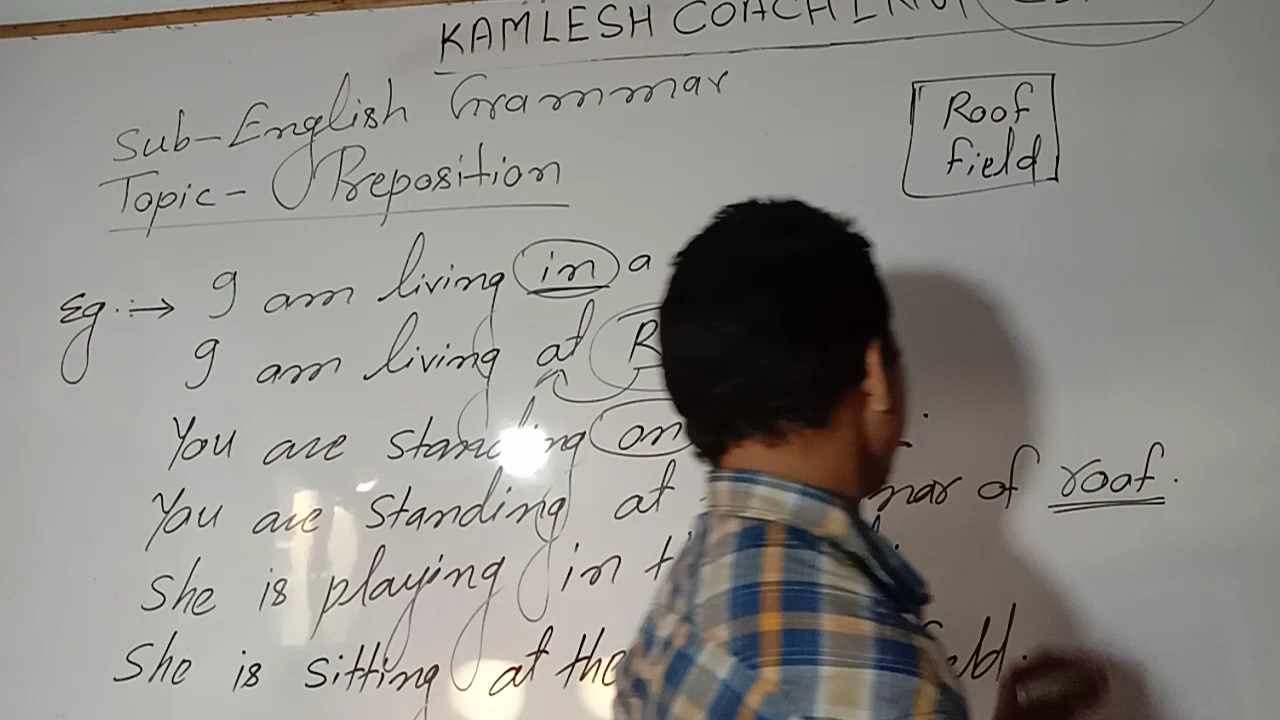 KAMLESH COACHING
Sub-English Grammar
Topic- Preposition
Roof
field
Eg.:→ I am living in a
I am living at R
You are standing on
You are standing at nar of roof.
She is playing in t
She is sitting at the eld.